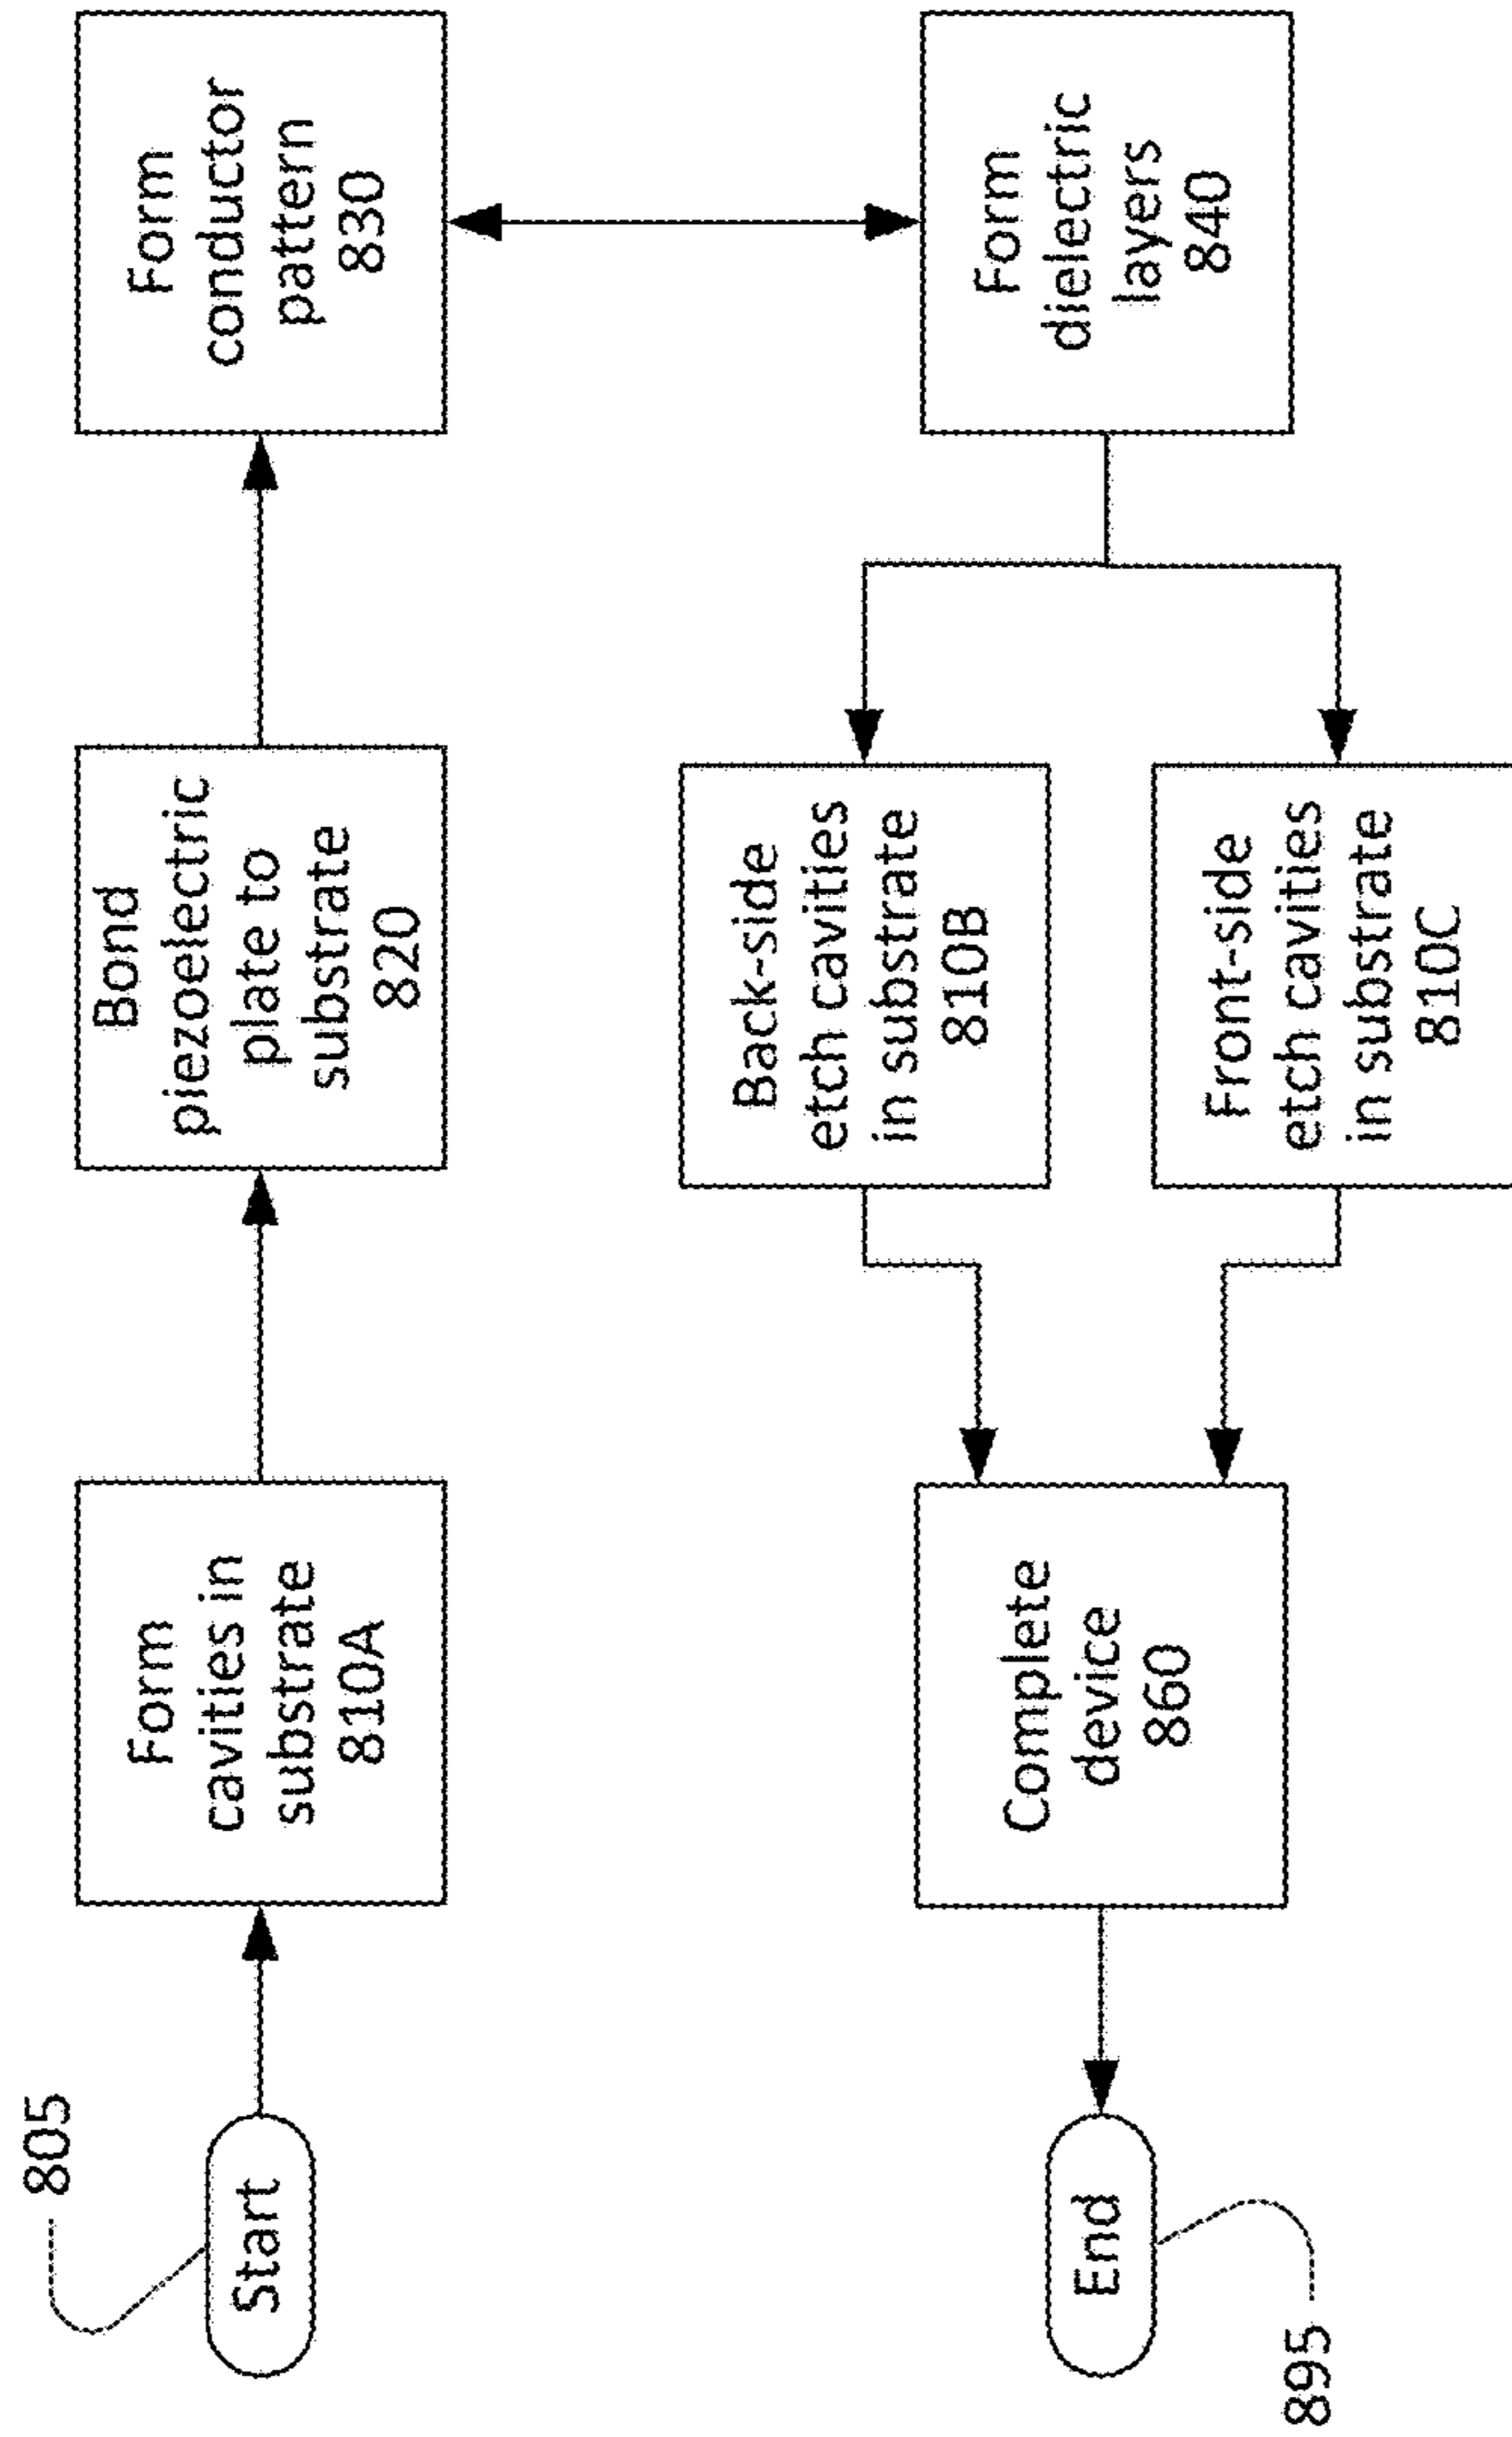 805
Start
Form
cavities in
substrate
810A
Bond
piezoelectric
plate to
substrate
820
Form
conductor
pattern
830
Form
dielectric
layers
840
Back-side
etch cavities
in substrate
810B
Front-side
etch cavities
in substrate
810C
Complete
device
860
End
895